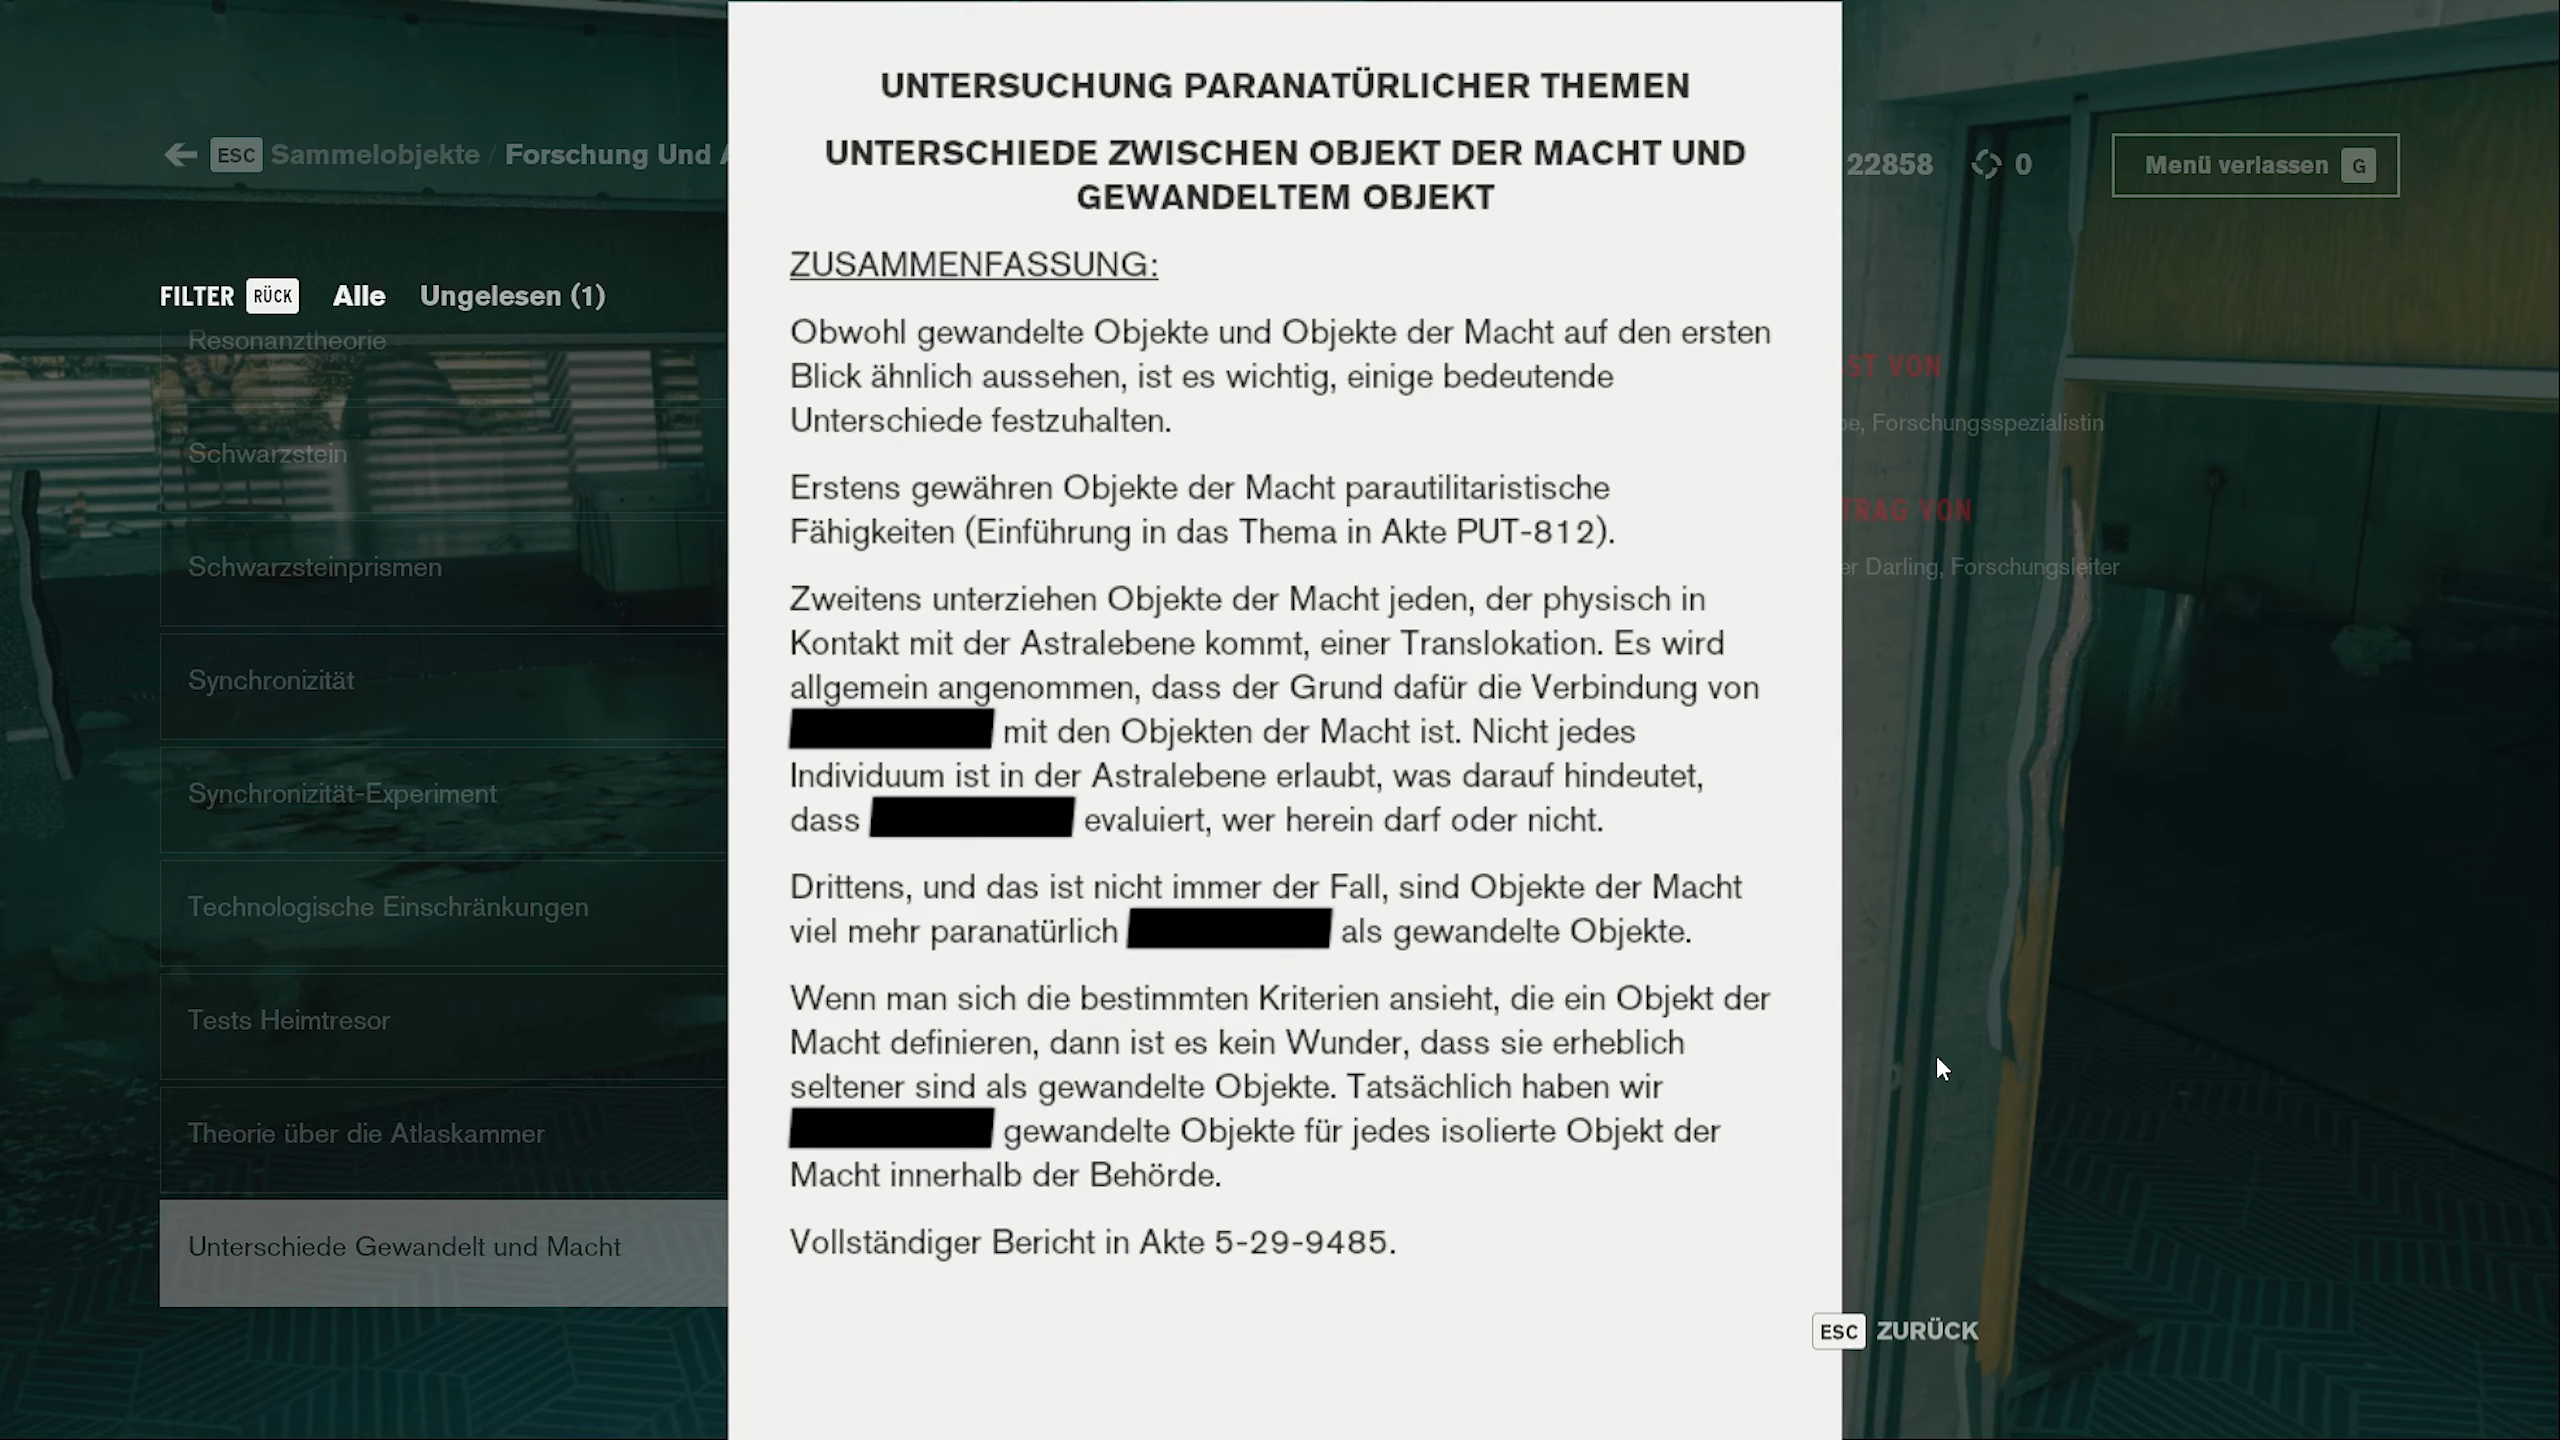 UNTERSUCHUNG PARANATÜRLICHER THEMEN
UNTERSCHIEDE ZWISCHEN OBJEKT DER MACHT UND
GEWANDELTEM OBJEKT
ESC Sammelobjekte / Forschung Und
22858 0
Menü verlassen G
FILTER RÜCK Alle Ungelesen (1)
Resonanztheorie
Schwarzstein
Schwarzsteinprismen
Synchronizität
Synchronizität-Experiment
Technologische Einschränkungen
Tests Heimtresor
Theorie über die Atlaskammer
Unterschiede Gewandelt und Macht
ZUSAMMENFASSUNG:
Obwohl gewandelte Objekte und Objekte der Macht auf den ersten
Blick ähnlich aussehen, ist es wichtig, einige bedeutende
Unterschiede festzuhalten.
Erstens gewähren Objekte der Macht parautilitaristische
Fähigkeiten (Einführung in das Thema in Akte PUT-812).
Zweitens unterziehen Objekte der Macht jeden, der physisch in
Kontakt mit der Astralebene kommt, einer Translokation. Es wird
allgemein angenommen, dass der Grund dafür die Verbindung von
mit den Objekten der Macht ist. Nicht jedes
Individuum ist in der Astralebene erlaubt, was darauf hindeutet,
dass evaluiert, wer herein darf oder nicht.
Drittens, und das ist nicht immer der Fall, sind Objekte der Macht
viel mehr paranatürlich als gewandelte Objekte.
Wenn man sich die bestimmten Kriterien ansieht, die ein Objekt der
Macht definieren, dann ist es kein Wunder, dass sie erheblich
seltener sind als gewandelte Objekte. Tatsächlich haben wir
gewandelte Objekte für jedes isolierte Objekt der
Macht innerhalb der Behörde.
Vollständiger Bericht in Akte 5-29-9485.
VON
Forschungsspezialistin
VON
Darling, Forschungsleiter
ESC ZURÜCK